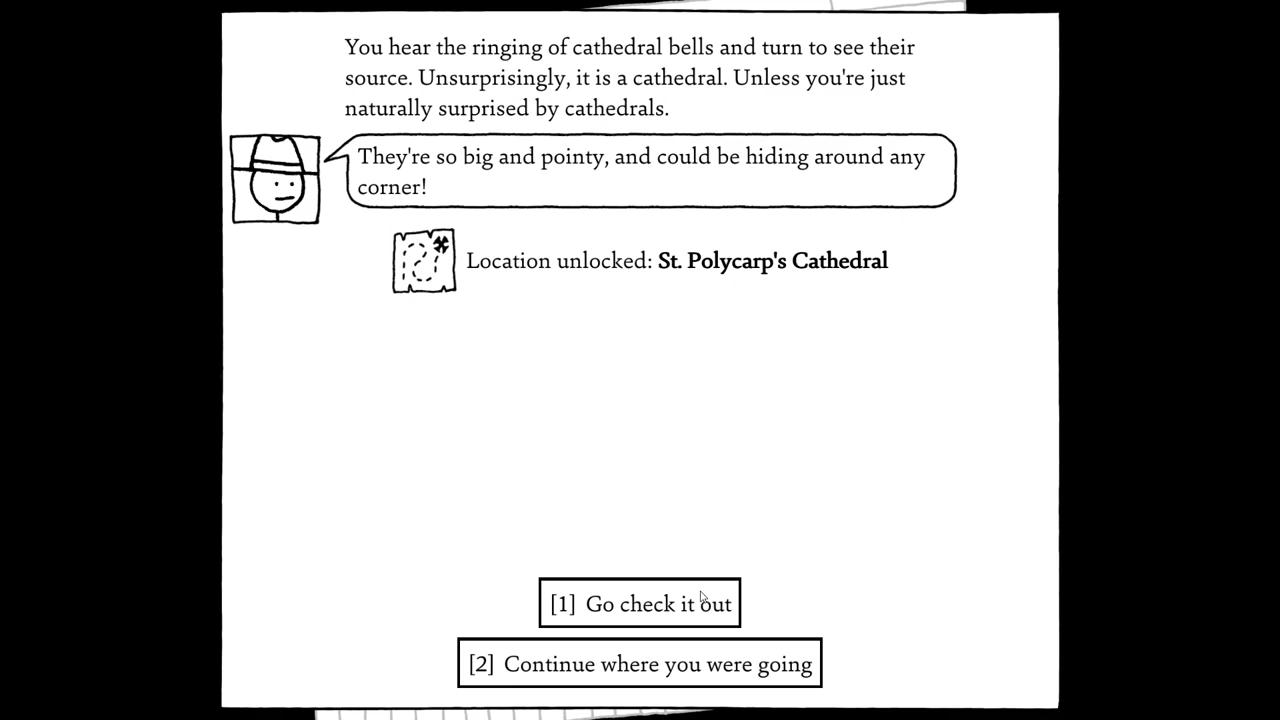 You hear the ringing of cathedral bells and turn to see their
source. Unsurprisingly, it is a cathedral. Unless you're just
naturally surprised by cathedrals.
They're so big and pointy, and could be hiding around any
corner!
Location unlocked: St. Polycarp's Cathedral
[1] Go check it out
[2] Continue where you were going